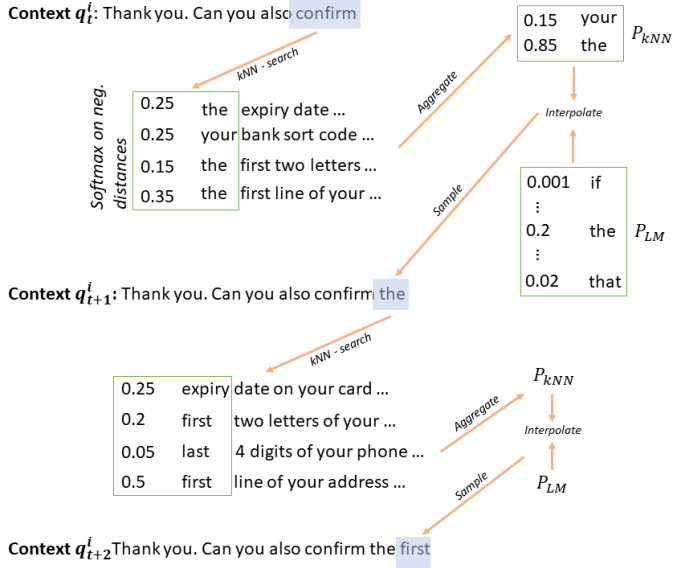 Context q_t^i: Thank you. Can you also confirm
kNN - search
Softmax on neg.
distances
0.25 the expiry date ...
0.25 your bank sort code ...
0.15 the first two letters ...
0.35 the first line of your ...
Aggregate
0.15 your
0.85 the
P_kNN
Interpolate
Sample
0.001 if
⋮
0.2 the
⋮
0.02 that
P_LM
Context q_{t+1}^i: Thank you. Can you also confirm the
kNN - search
0.25 expiry date on your card ...
0.2 first two letters of your ...
0.05 last 4 digits of your phone ...
0.5 first line of your address ...
Aggregate
P_kNN
Interpolate
Sample
P_LM
Context q_{t+2}^i Thank you. Can you also confirm the first